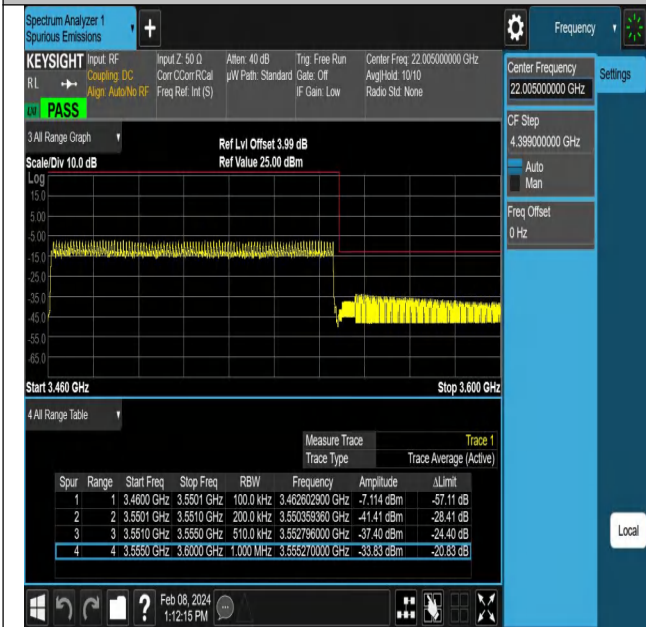 Spectrum Analyzer 1
Spurious Emissions
+
Frequency
KEYSIGHT Input: RF Input Z: 50 Ω Atten: 40 dB Trig: Free Run Center Freq: 22.005000000 GHz
RL Coupling: DC Corr CCorr RCal µW Path: Standard Gate: Off Avg|Hold: 10/10
Align: Auto/No RF Freq Ref: Int (S) IF Gain: Low Radio Std: None
LXI PASS
Center Frequency
22.005000000 GHz
Settings
CF Step
4.399000000 GHz
Auto
Man
Freq Offset
0 Hz
3 All Range Graph
Ref Lvl Offset 3.99 dB
Scale/Div 10.0 dB Ref Value 25.00 dBm
Log
15.0
5.00
-5.00
-15.0
-25.0
-35.0
-45.0
-55.0
-65.0
Start 3.460 GHz Stop 3.600 GHz
4 All Range Table
Measure Trace Trace 1
Trace Type Trace Average (Active)
Spur Range Start Freq Stop Freq RBW Frequency Amplitude ΔLimit
1 1 3.4600 GHz 3.5501 GHz 100.0 kHz 3.462602900 GHz -7.114 dBm -57.11 dB
2 2 3.5501 GHz 3.5510 GHz 200.0 kHz 3.550359360 GHz -41.41 dBm -28.41 dB
3 3 3.5510 GHz 3.5550 GHz 510.0 kHz 3.552796000 GHz -37.40 dBm -24.40 dB
4 4 3.5550 GHz 3.6000 GHz 1.000 MHz 3.555270000 GHz -33.83 dBm -20.83 dB
Local
? Feb 08, 2024
1:12:15 PM